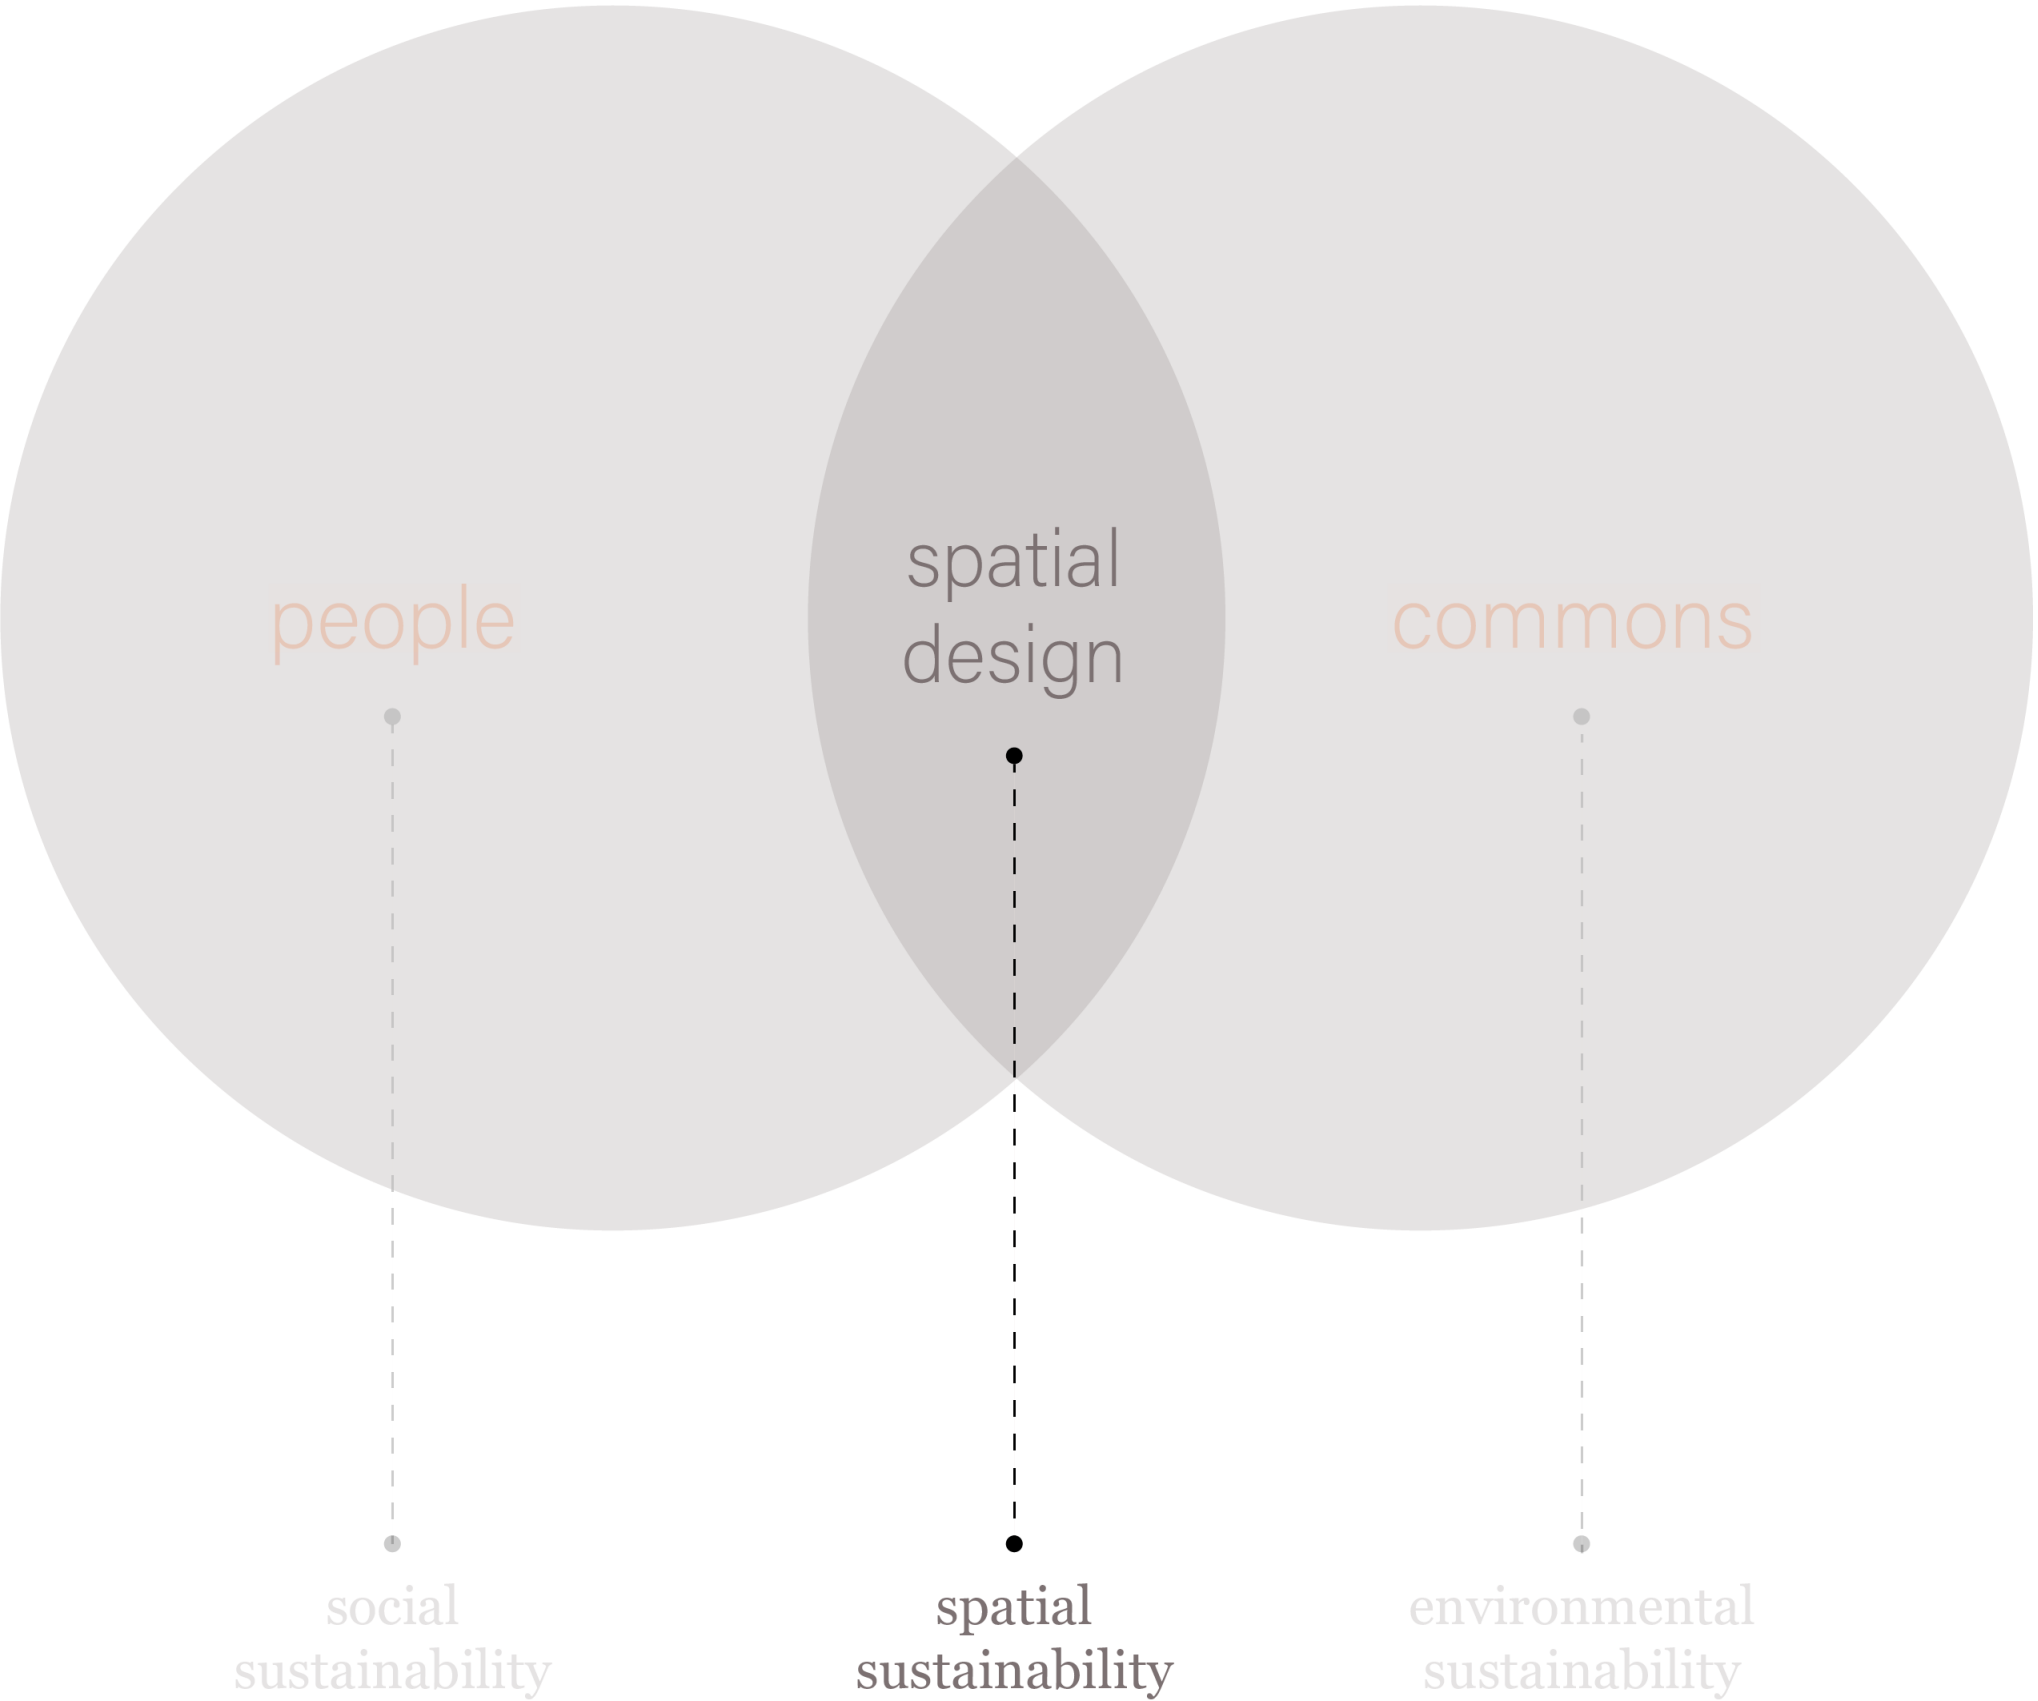 people
spatial
design
commons
social
sustainability
spatial
sustainability
environmental
sustainability